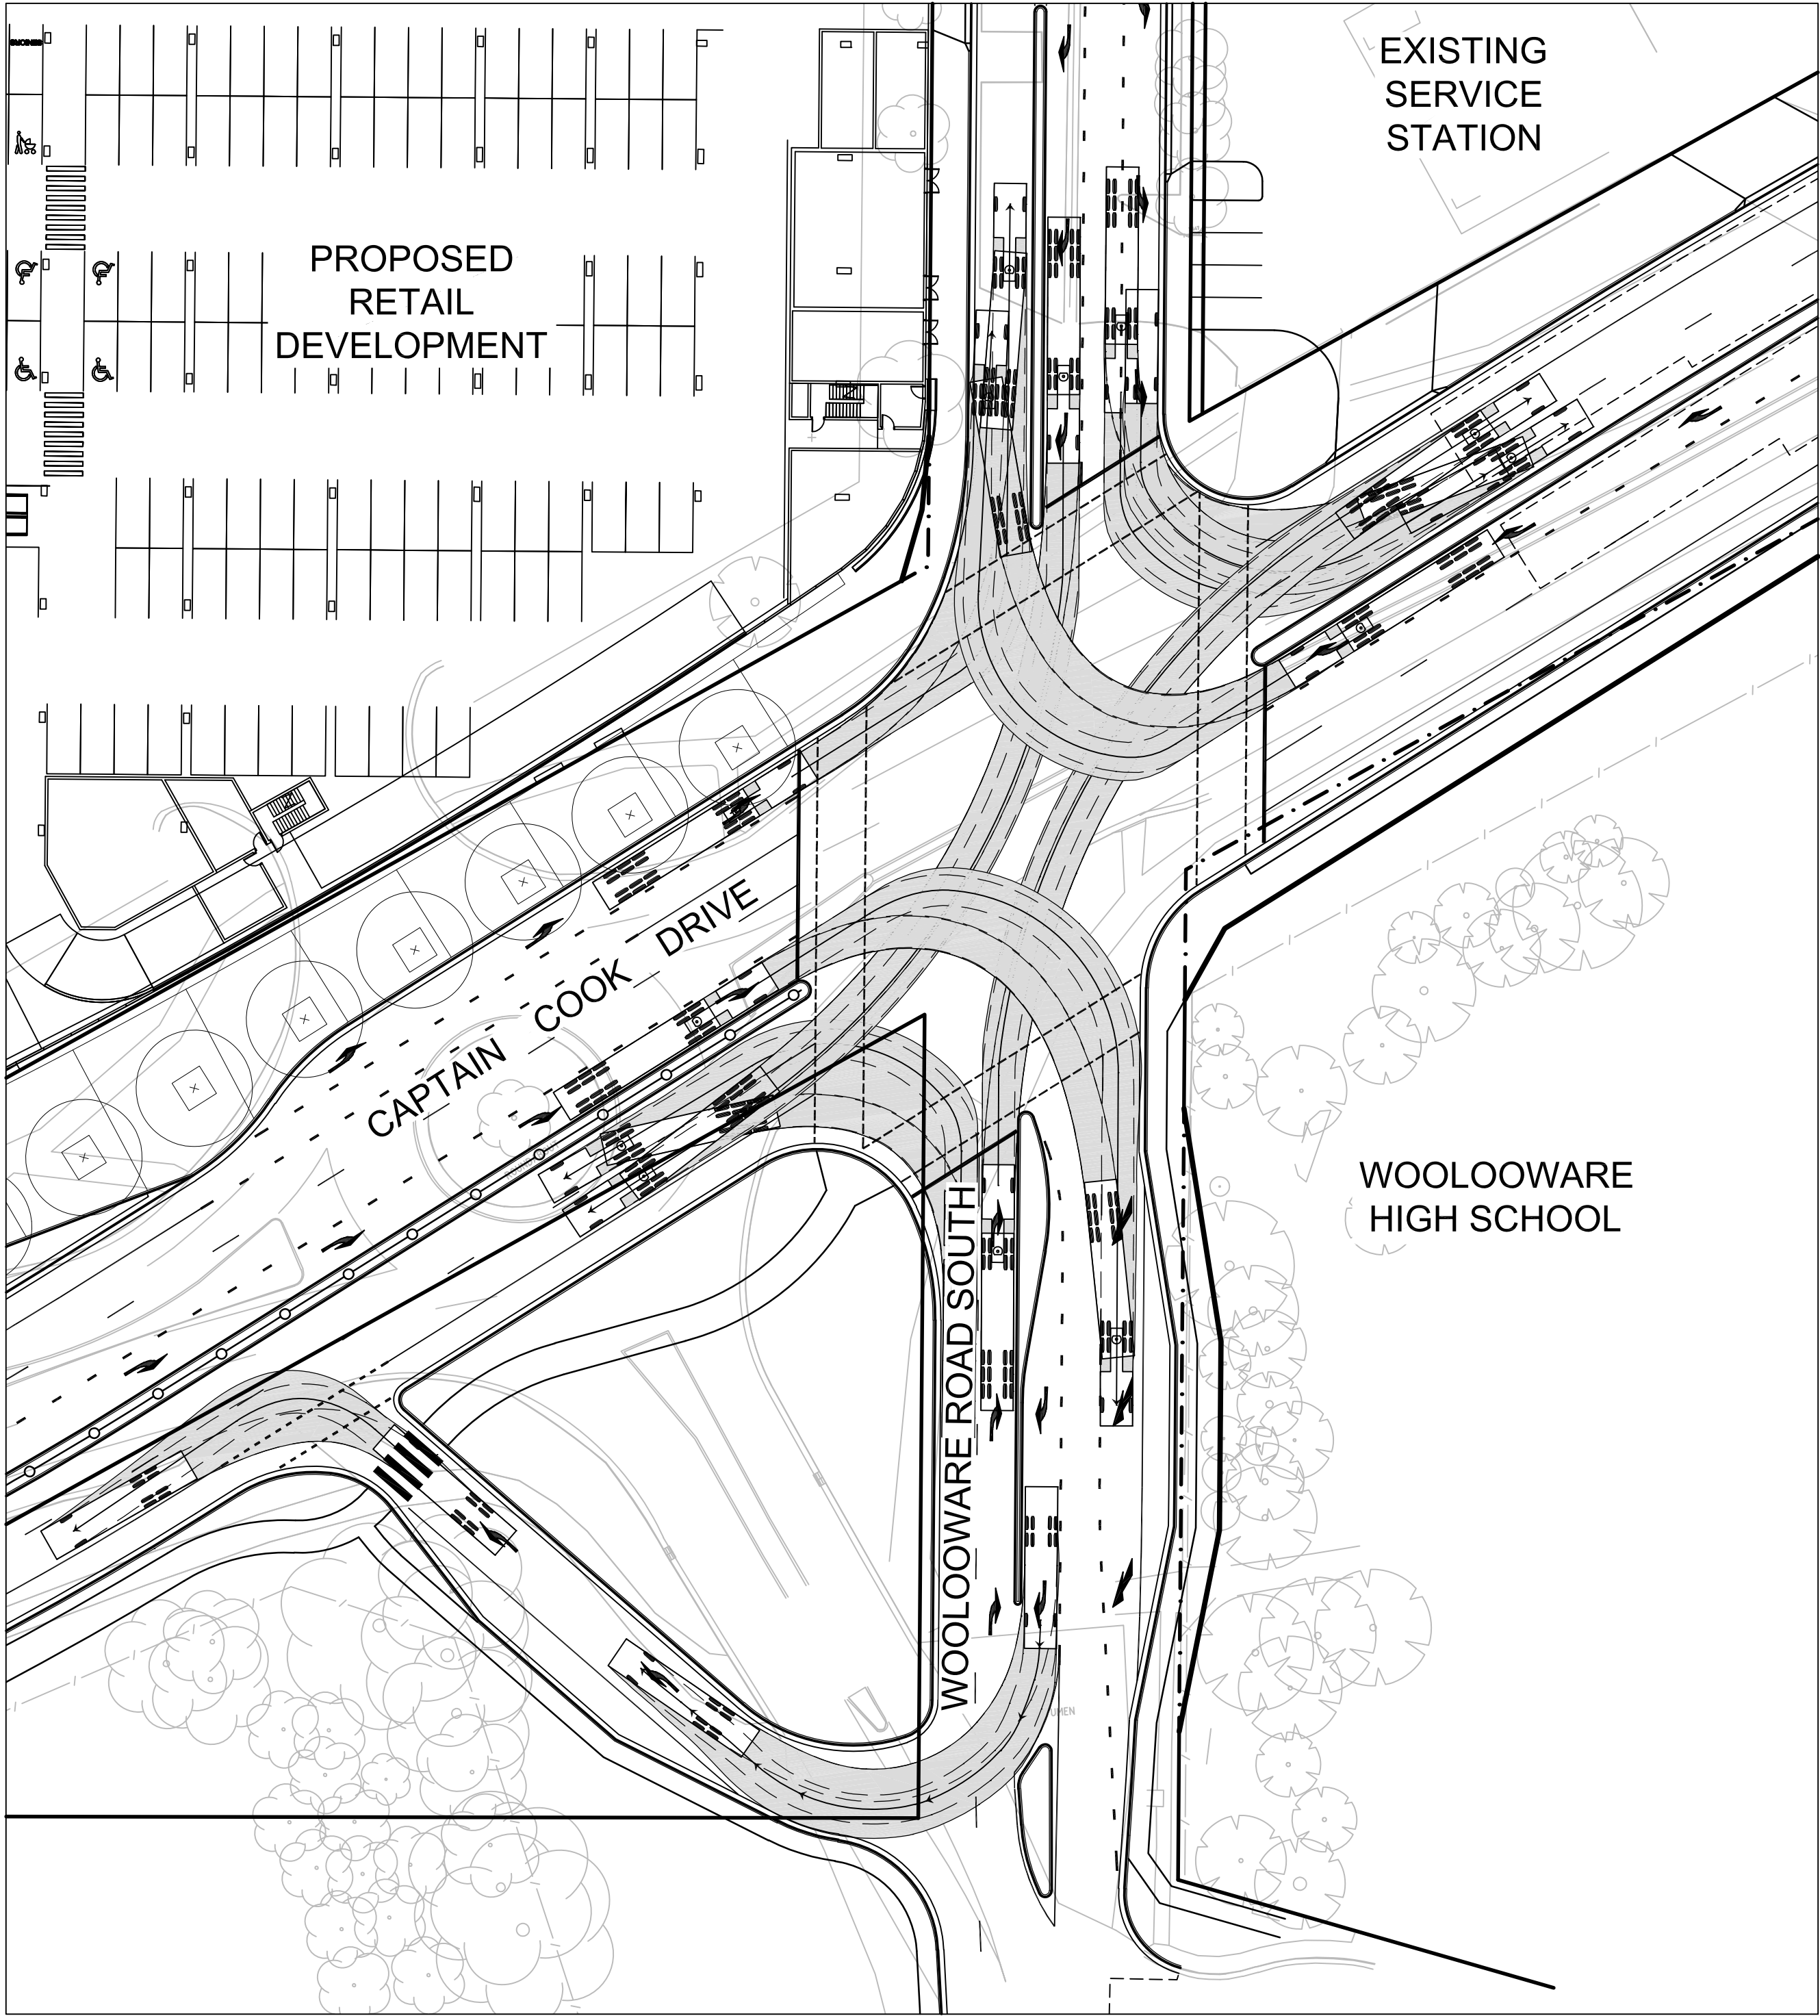 EXISTING
SERVICE
STATION
PROPOSED
RETAIL
DEVELOPMENT
CAPTAIN COOK DRIVE
WOOLOOWARE
HIGH SCHOOL
WOOLOOWARE ROAD SOUTH